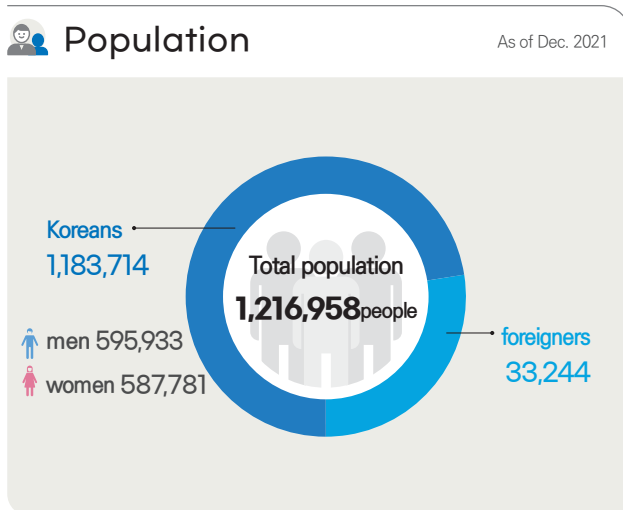 Population
As of Dec. 2021
Koreans
1,183,714
men 595,933
women 587,781
Total population
1,216,958people
foreigners
33,244